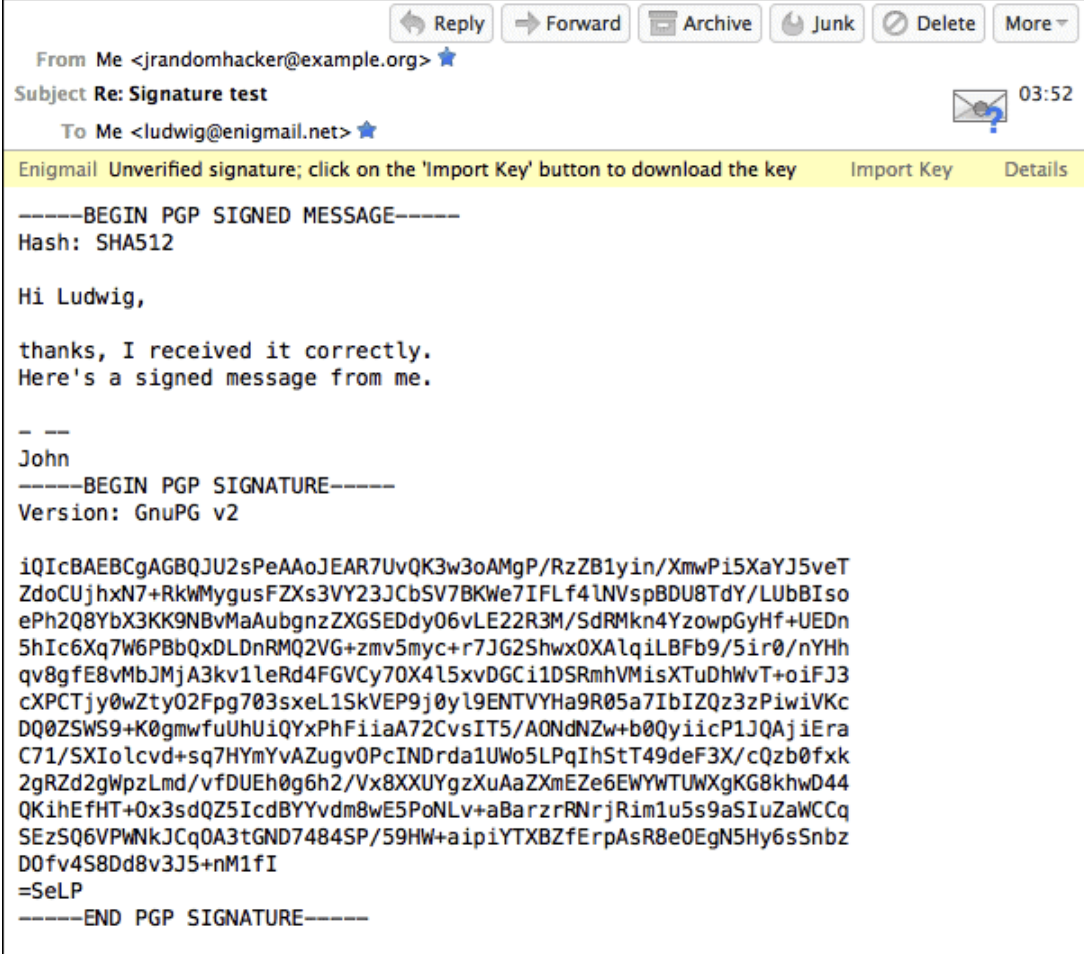 Reply Forward Archive Junk Delete More
From Me <jrandomhacker@example.org>
Subject Re: Signature test 03:52
To Me <ludwig@enigmail.net>
Enigmail Unverified signature; click on the 'Import Key' button to download the key Import Key Details
-----BEGIN PGP SIGNED MESSAGE-----
Hash: SHA512
Hi Ludwig,
thanks, I received it correctly.
Here's a signed message from me.
- --
John
-----BEGIN PGP SIGNATURE-----
Version: GnuPG v2
iQIcBAEBCgAGBQJU2sPeAAoJEAR7UvQK3w3oAMgP/RzZB1yin/XmwPi5XaYJ5veT
ZdoCUjhxN7+RkWMygusFZXs3VY23JCbSV7BKWe7IFLf4lNVspBDU8TdY/LUbBIso
ePh2Q8YbX3KK9NBvMaAubgnzZXGSEDdyO6vLE22R3M/SdRMkn4YzowpGyHf+UEDn
5hIc6Xq7W6PBbQxDLDnRMQ2VG+zmv5myc+r7JG2ShwxOXAlqiLBFb9/5ir0/nYHh
qv8gfE8vMbJMjA3kv1leRd4FGVCy7OX4l5xvDGCi1DSRmhVMisXTuDhWvT+oiFJ3
cXPCTjy0wZtyO2Fpg703sxeL1SkVEP9j0yl9ENTVYHa9R05a7IbIZQz3zPiwiVKc
DQ0ZSWS9+K0gmwfuUhUiQYxPhFiiaA72CvsIT5/AONdNZw+b0QyiicP1JQAjiEra
C71/SXIolcvd+sq7HYmYvAZugvOPcINDrda1UWo5LPqIhStT49deF3X/cQzb0fxk
2gRZd2gWpzLmd/vfDUEh0g6h2/Vx8XXUYgzXuAaZXmEZe6EWYWTUWXgKG8khwD44
QKihEfHT+Ox3sdQZ5IcdBYYvdm8wE5PoNLv+aBarzrRNrjRim1u5s9aSIuZaWCCq
SEzSQ6VPWNkJCqOA3tGND7484SP/59HW+aipiYTXBZfErpAsR8eOEgN5Hy6sSnbz
DOfv4S8Dd8v3J5+nM1fI
=SeLP
-----END PGP SIGNATURE-----